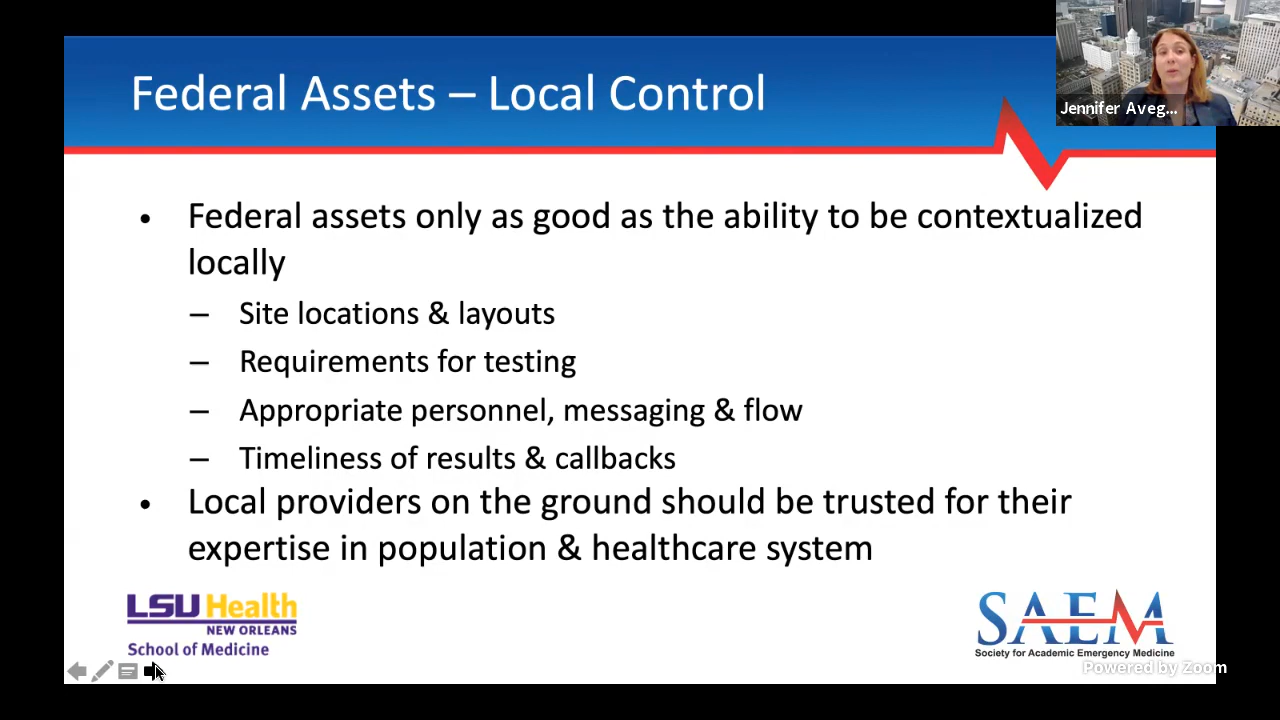 Federal Assets – Local Control
Jennifer Aveg...
• Federal assets only as good as the ability to be contextualized
locally
– Site locations & layouts
– Requirements for testing
– Appropriate personnel, messaging & flow
– Timeliness of results & callbacks
• Local providers on the ground should be trusted for their
expertise in population & healthcare system
LSU Health
NEW ORLEANS
School of Medicine
SAEM
Society for Academic Emergency Medicine
Powered by Zoom